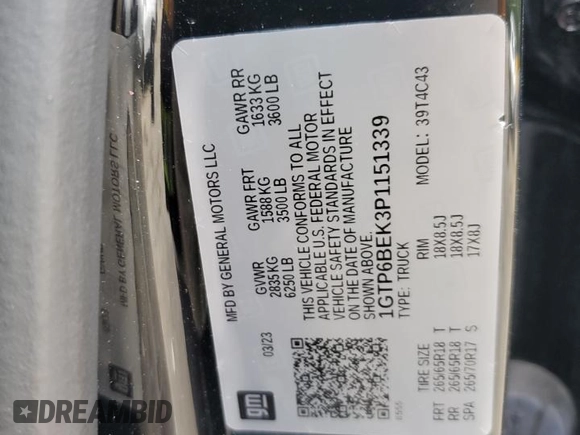 gm
MFD BY GENERAL MOTORS LLC
03/23
GVWR GAWR FRT GAWR RR
2835 KG 1588 KG 1633 KG
6250 LB 3500 LB 3600 LB
THIS VEHICLE CONFORMS TO ALL
APPLICABLE U.S. FEDERAL MOTOR
VEHICLE SAFETY STANDARDS IN EFFECT
ON THE DATE OF MANUFACTURE
SHOWN ABOVE.
1GTP6BEK3P1151339
TYPE: TRUCK MODEL: 39T4C43
TIRE SIZE RIM
FRT 265/65R18 T 18X8.5J
RR 265/65R18 T 18X8.5J
SPA 265/70R17 S 17X8J
DREAMBID